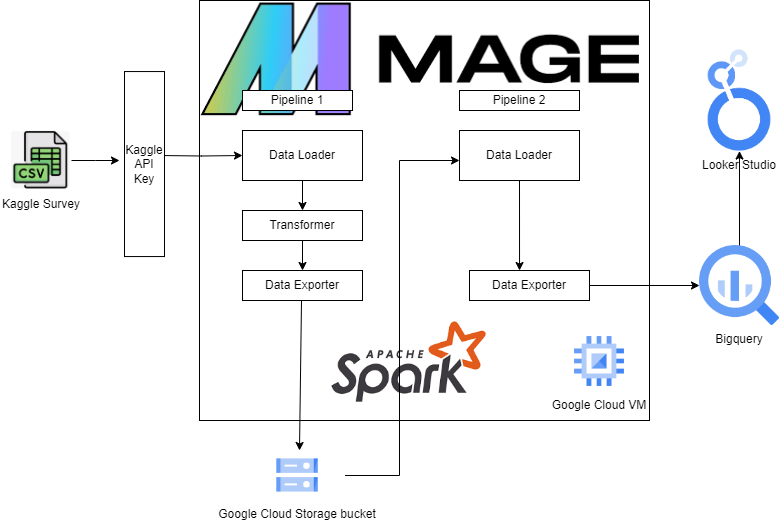 MAGE
Pipeline 1
Pipeline 2
Kaggle
API
Key
Data Loader
Data Loader
CSV
Kaggle Survey
Looker Studio
Transformer
Data Exporter
Data Exporter
Bigquery
APACHE
Spark
Google Cloud VM
Google Cloud Storage bucket